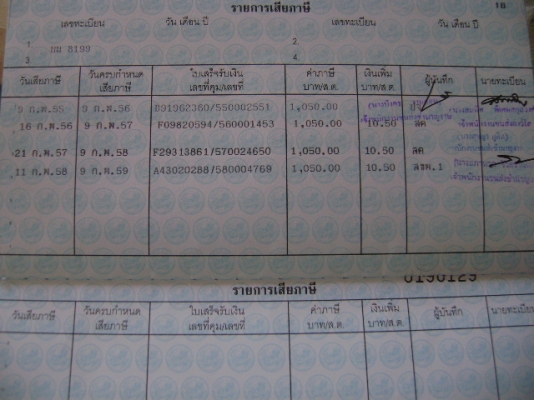 รายการเสียภาษี 18
เลขทะเบียน วัน เดือน ปี เลขทะเบียน วัน เดือน ปี
1. 2.
กม 8199
3 4.
วันเสียภาษี วันครบกำหนด ใบเสร็จรับเงิน ค่าภาษี เงินเพิ่ม ผู้บันทึก นายทะเบียน
เสียภาษี เลขที่คุม/เลขที่ บาท/ส.ต. บาท/ส.ต.
9 ก.พ.55 9 ก.พ.56 D91962360/550002551 1,050.00
16 ก.พ.56 9 ก.พ.57 F09820594/560001453 1,050.00 10.50 ลด
21 ก.พ.57 9 ก.พ.58 F29313861/570024650 1,050.00 10.50 ลด
11 ก.พ.58 9 ก.พ.59 A43020288/580004769 1,050.00 10.50 ลขผ.1
0190129
รายการเสียภาษี
วันเสียภาษี วันครบกำหนด ใบเสร็จรับเงิน ค่าภาษี เงินเพิ่ม ผู้บันทึก นายทะเบียน
เสียภาษี เลขที่คุม/เลขที่ บาท/ส.ต. บาท/ส.ต.